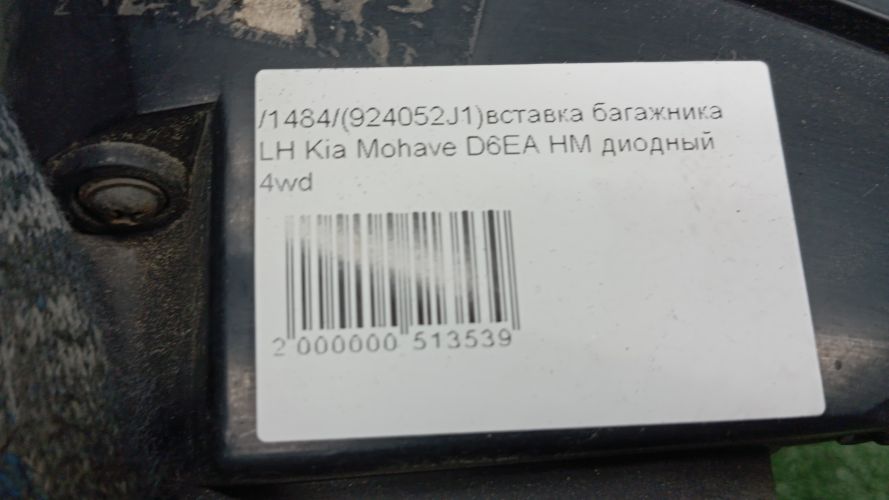 /1484/(924052J1)вставка багажника
LH Kia Mohave D6EA HM диодный
4wd
2 000000 513539